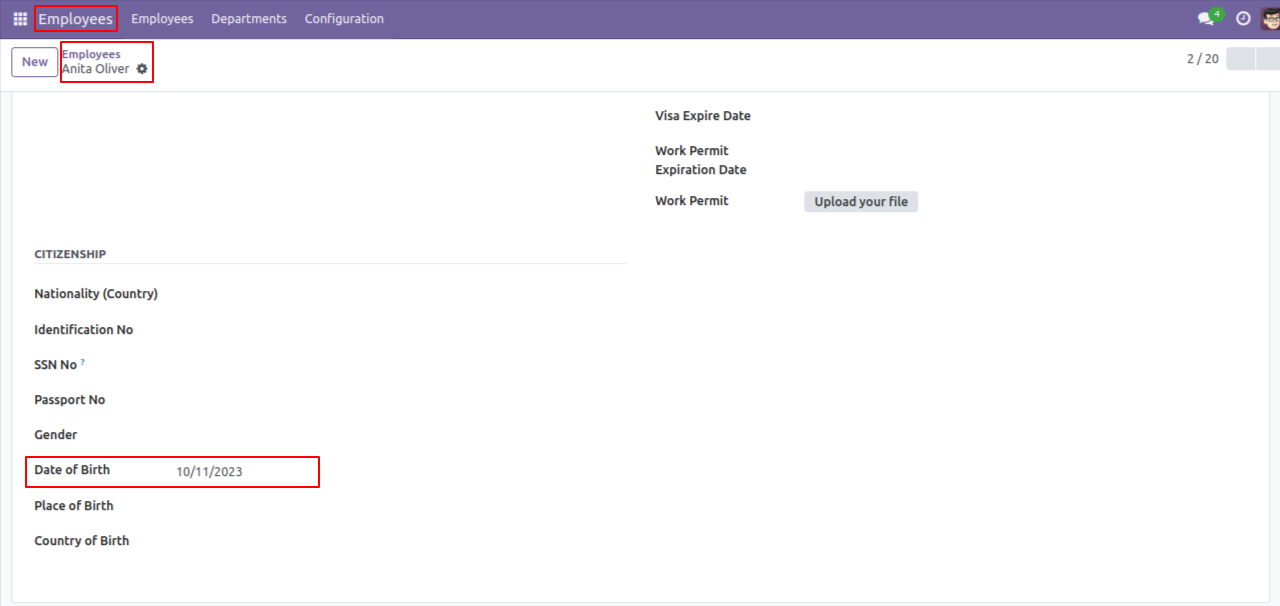 Employees Employees Departments Configuration 4
New Employees 2 / 20
Anita Oliver
Visa Expire Date
Work Permit
Expiration Date
Work Permit Upload your file
CITIZENSHIP
Nationality (Country)
Identification No
SSN No ?
Passport No
Gender
Date of Birth 10/11/2023
Place of Birth
Country of Birth